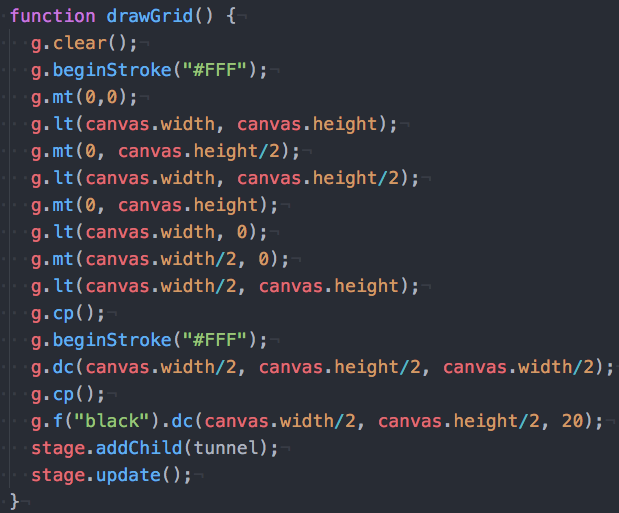 function drawGrid() {
g.clear();
g.beginStroke("#FFF");
g.mt(0,0);
g.lt(canvas.width, canvas.height);
g.mt(0, canvas.height/2);
g.lt(canvas.width, canvas.height/2);
g.mt(0, canvas.height);
g.lt(canvas.width, 0);
g.mt(canvas.width/2, 0);
g.lt(canvas.width/2, canvas.height);
g.cp();
g.beginStroke("#FFF");
g.dc(canvas.width/2, canvas.height/2, canvas.width/2);
g.cp();
g.f("black").dc(canvas.width/2, canvas.height/2, 20);
stage.addChild(tunnel);
stage.update();
}